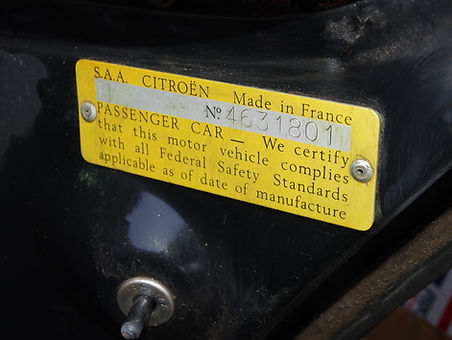 S.A.A. CITROËN Made in France
Nº 4631801
PASSENGER CAR — We certify
that this motor vehicle complies
with all Federal Safety Standards
applicable as of date of manufacture